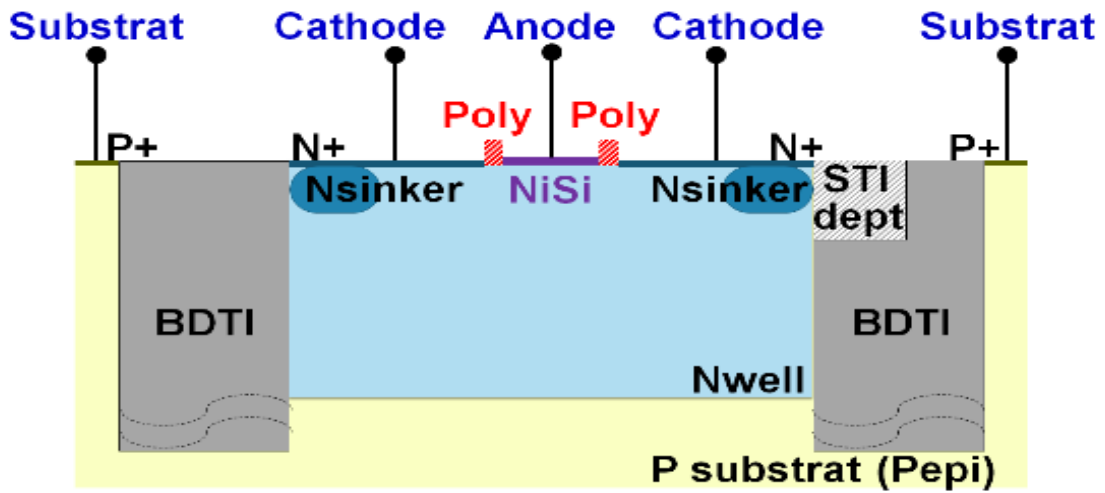 Substrat Cathode Anode Cathode Substrat
Poly Poly
P+ N+ N+ P+
Nsinker NiSi Nsinker STI
dept
BDTI BDTI
Nwell
P substrat (Pepi)